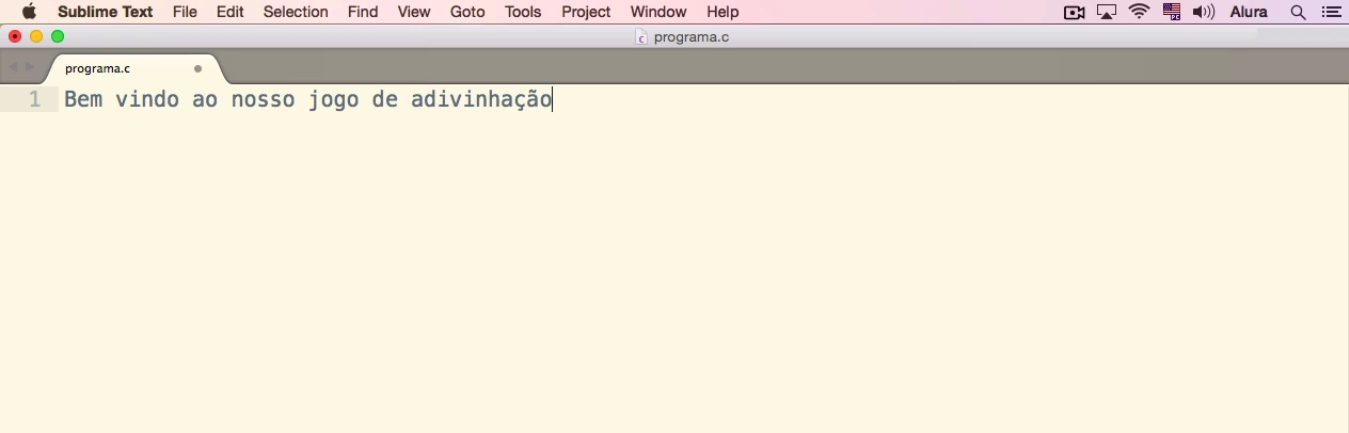 Sublime Text File Edit Selection Find View Goto Tools Project Window Help Alura
programa.c
programa.c
1 Bem vindo ao nosso jogo de adivinhação